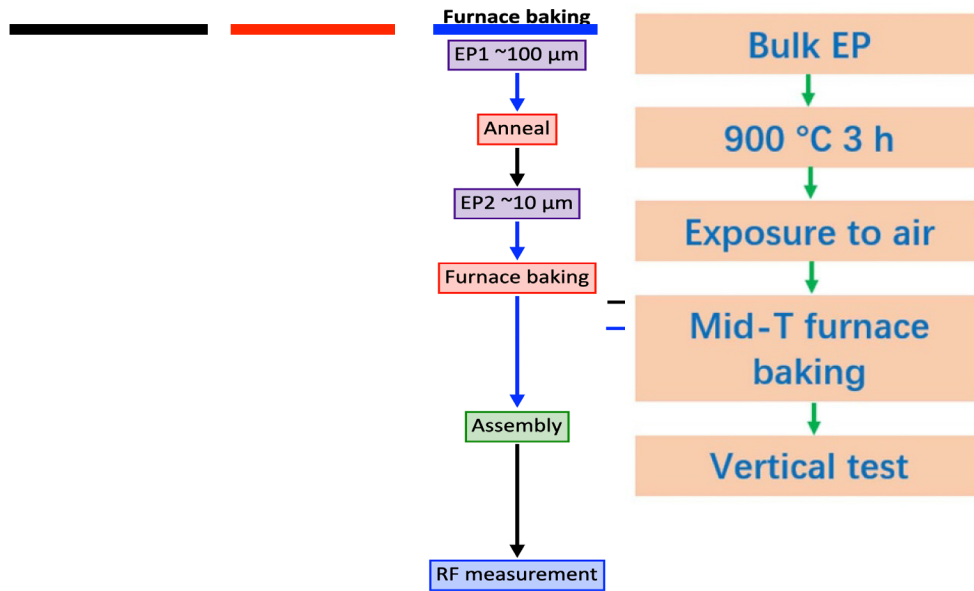 Furnace baking
EP1 ~100 µm
Anneal
EP2 ~10 µm
Furnace baking
Assembly
RF measurement
Bulk EP
900 °C 3 h
Exposure to air
Mid-T furnace
baking
Vertical test